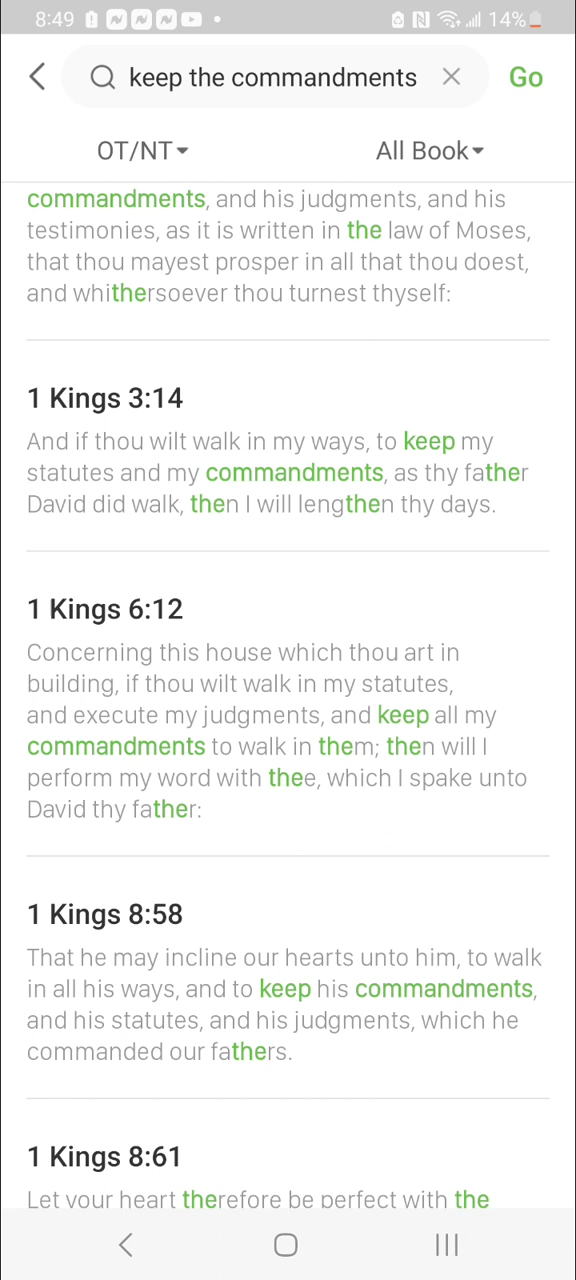 8:49
14%
keep the commandments
Go
OT/NT
All Book
commandments, and his judgments, and his
testimonies, as it is written in the law of Moses,
that thou mayest prosper in all that thou doest,
and whithersoever thou turnest thyself:
1 Kings 3:14
And if thou wilt walk in my ways, to keep my
statutes and my commandments, as thy father
David did walk, then I will lengthen thy days.
1 Kings 6:12
Concerning this house which thou art in
building, if thou wilt walk in my statutes,
and execute my judgments, and keep all my
commandments to walk in them; then will I
perform my word with thee, which I spake unto
David thy father:
1 Kings 8:58
That he may incline our hearts unto him, to walk
in all his ways, and to keep his commandments,
and his statutes, and his judgments, which he
commanded our fathers.
1 Kings 8:61
Let your heart therefore be perfect with the